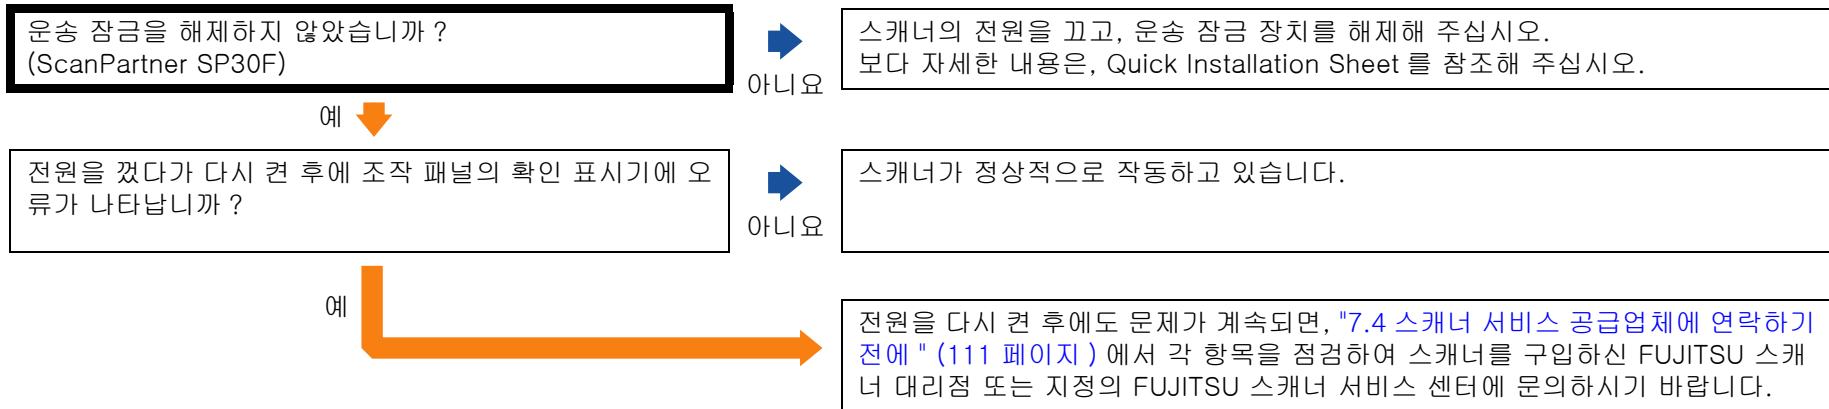 운송 잠금을 해제하지 않았습니까 ?
(ScanPartner SP30F)
아니요
스캐너의 전원을 끄고, 운송 잠금 장치를 해제해 주십시오.
보다 자세한 내용은, Quick Installation Sheet 를 참조해 주십시오.
예
전원을 껐다가 다시 켠 후에 조작 패널의 확인 표시기에 오
류가 나타납니까 ?
아니요
스캐너가 정상적으로 작동하고 있습니다.
예
전원을 다시 켠 후에도 문제가 계속되면, "7.4 스캐너 서비스 공급업체에 연락하기
전에 " (111 페이지 ) 에서 각 항목을 점검하여 스캐너를 구입하신 FUJITSU 스캐
너 대리점 또는 지정의 FUJITSU 스캐너 서비스 센터에 문의하시기 바랍니다.